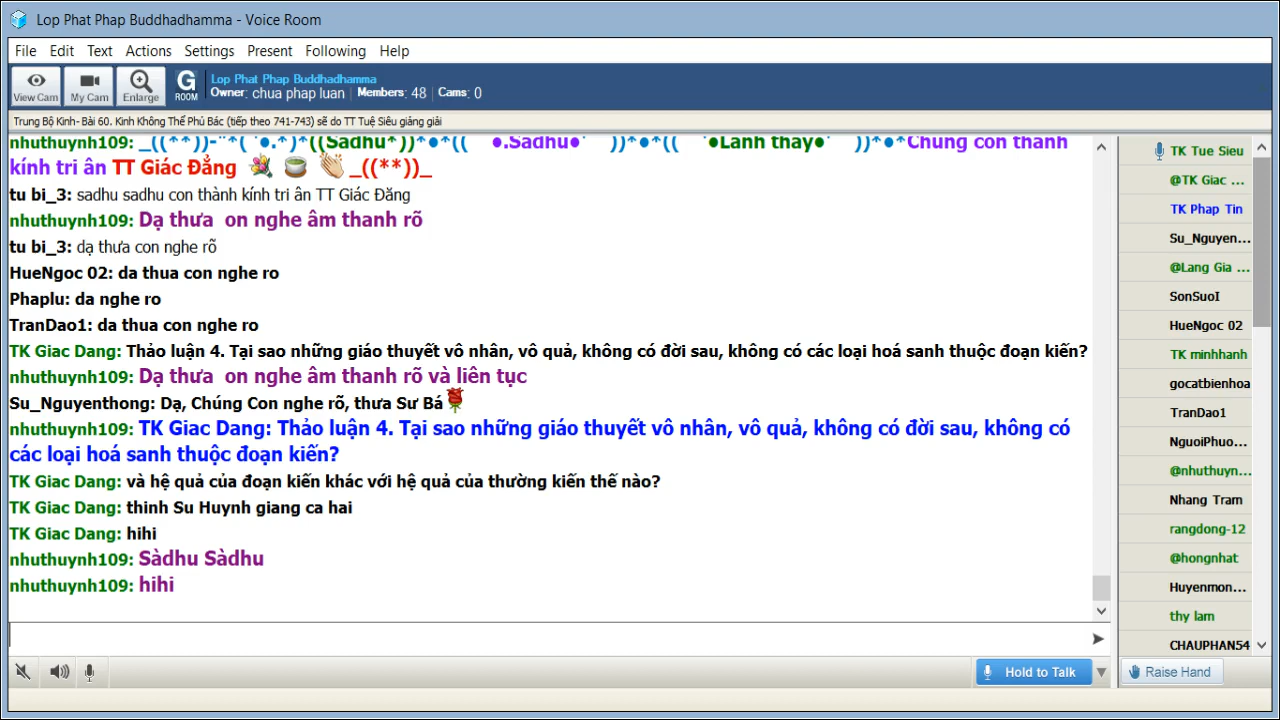 Lop Phat Phap Buddhadhamma - Voice Room
File Edit Text Actions Settings Present Following Help
View Cam My Cam Enlarge G ROOM
Lop Phat Phap Buddhadhamma
Owner: chua phap luan | Members: 48 | Cams: 0
Trung Bộ Kinh- Bài 60. Kinh Không Thể Phủ Bác (tiếp theo 741-743) sẽ do TT Tuệ Siêu giảng giải
nhuthuynh109: _((**))-"*( ´●.*)*((Sadhu*))*●*(( ●.Sadhu●' ))*●*(( '●Lành thay●' ))*●*Chúng con thành
kính tri ân TT Giác Đẳng _((**))_
tu bi_3: sadhu sadhu con thành kính tri ân TT Giác Đăng
nhuthuynh109: Dạ thưa on nghe âm thanh rõ
tu bi_3: dạ thưa con nghe rõ
HueNgoc 02: da thua con nghe ro
Phaplu: da nghe ro
TranDao1: da thua con nghe ro
TK Giac Dang: Thảo luận 4. Tại sao những giáo thuyết vô nhân, vô quả, không có đời sau, không có các loại hoá sanh thuộc đoạn kiến?
nhuthuynh109: Dạ thưa on nghe âm thanh rõ và liên tục
Su_Nguyenthong: Dạ, Chúng Con nghe rõ, thưa Sư Bá
nhuthuynh109: TK Giac Dang: Thảo luận 4. Tại sao những giáo thuyết vô nhân, vô quả, không có đời sau, không có
các loại hoá sanh thuộc đoạn kiến?
TK Giac Dang: và hệ quả của đoạn kiến khác với hệ quả của thường kiến thế nào?
TK Giac Dang: thinh Su Huynh giang ca hai
TK Giac Dang: hihi
nhuthuynh109: Sàdhu Sàdhu
nhuthuynh109: hihi
TK Tue Sieu
@TK Giac ...
TK Phap Tin
Su_Nguyen...
@Lang Gia ...
SonSuoI
HueNgoc 02
TK minhhanh
gocatbienhoa
TranDao1
NguoiPhuo...
@nhuthuyn...
Nhang Tram
rangdong-12
@hongnhat
Huyenmon...
thy lam
CHAUPHAN54
Hold to Talk
Raise Hand